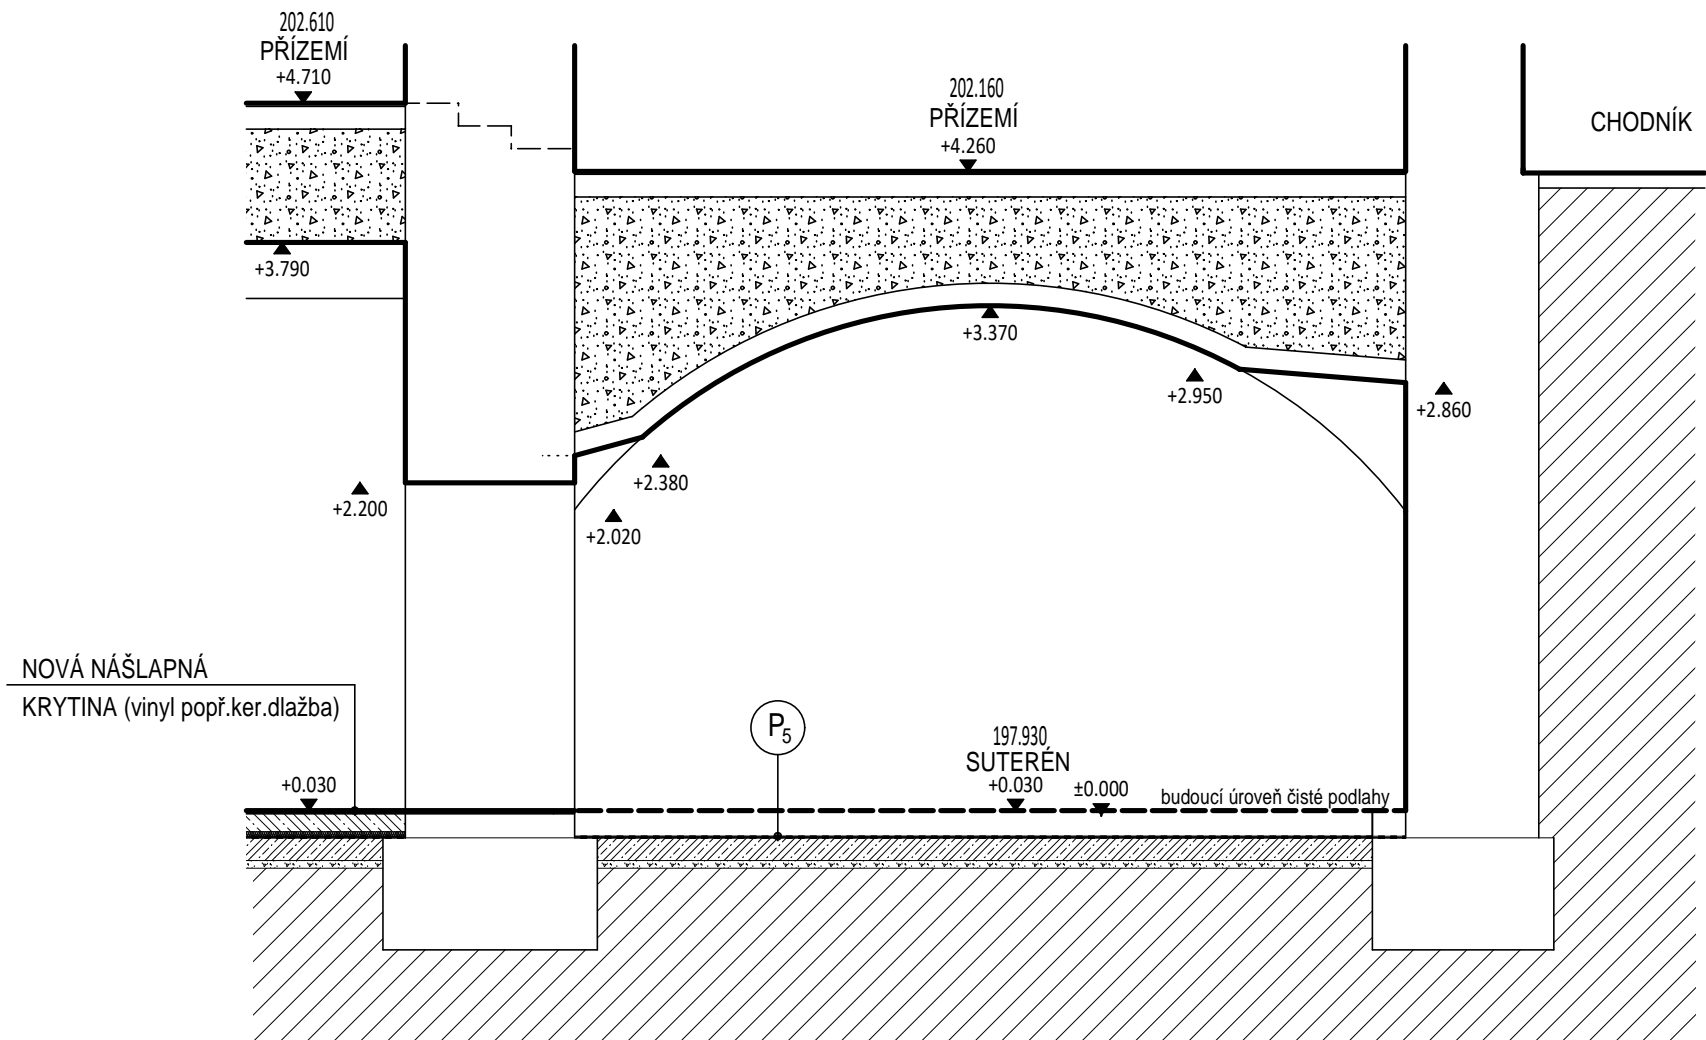 202.610
PŘÍZEMÍ
+4.710
202.160
PŘÍZEMÍ
+4.260
CHODNÍK
+3.790
+3.370
+2.950
+2.860
+2.380
+2.200
+2.020
NOVÁ NÁŠLAPNÁ
KRYTINA (vinyl popř.ker.dlažba)
P5
197.930
SUTERÉN
+0.030
+0.030
±0.000
budoucí úroveň čisté podlahy